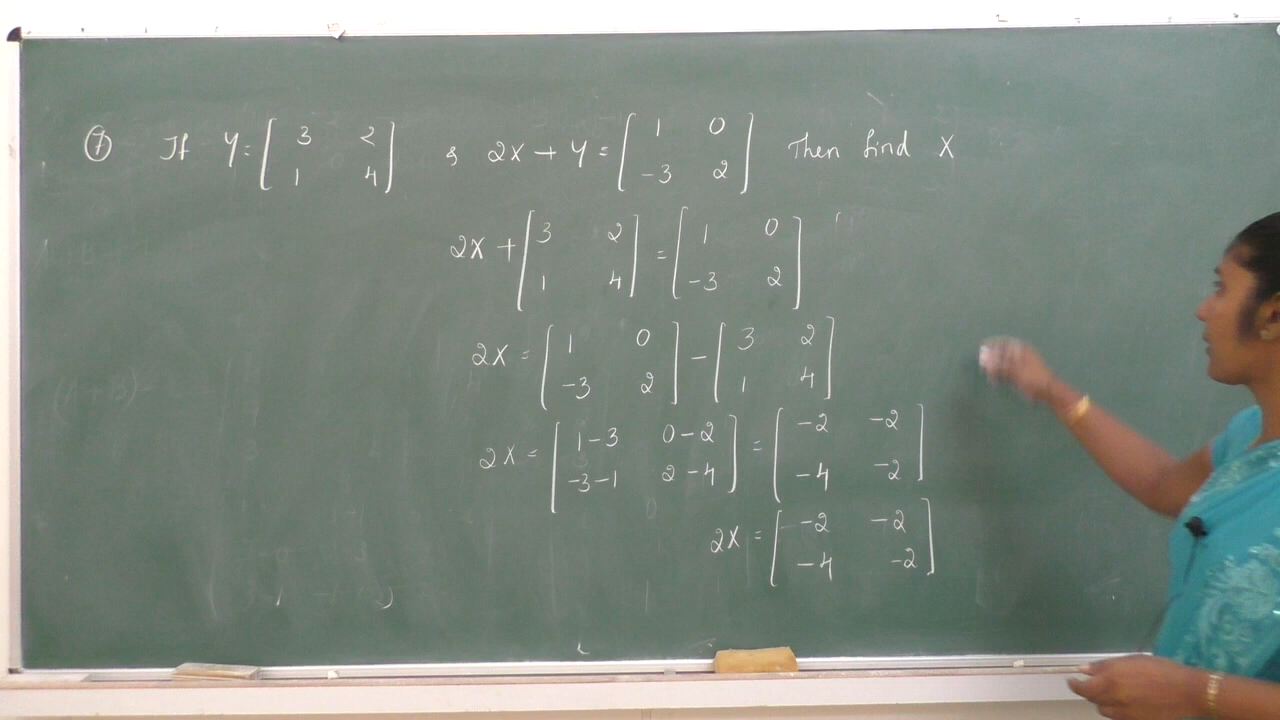 ⑦ If Y = [3 2 1 4] & 2X + Y = [1 0 -3 2] Then find X
2X + [3 2 1 4] = [1 0 -3 2]
2X = [1 0 -3 2] - [3 2 1 4]
2X = [1-3 0-2 -3-1 2-4] = [-2 -2 -4 -2]
2X = [-2 -2 -4 -2]